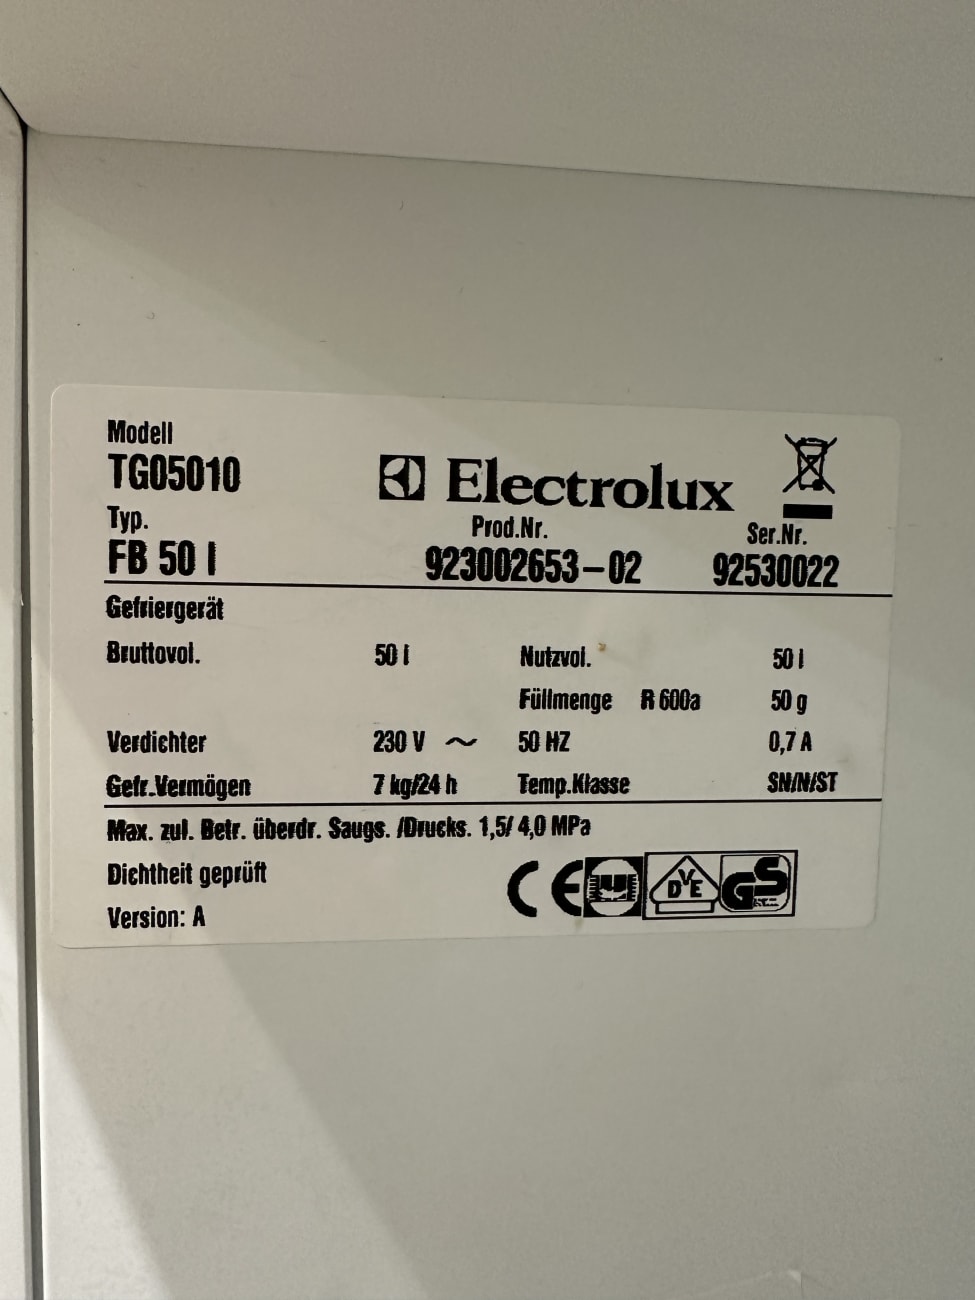 Modell
TG05010
Electrolux
Typ.
Prod.Nr.
Ser.Nr.
FB 50 l
923002653-02
92530022
Gefriergerät
Bruttovol. 50 l Nutzvol. 50 l
Füllmenge R 600a 50 g
Verdichter 230 V ~ 50 HZ 0,7 A
Gefr.Vermögen 7 kg/24 h Temp.Klasse SN/N/ST
Max. zul. Betr. überdr. Saugs. /Drucks. 1,5/ 4,0 MPa
Dichtheit geprüft
Version: A
CE
DVE
GS